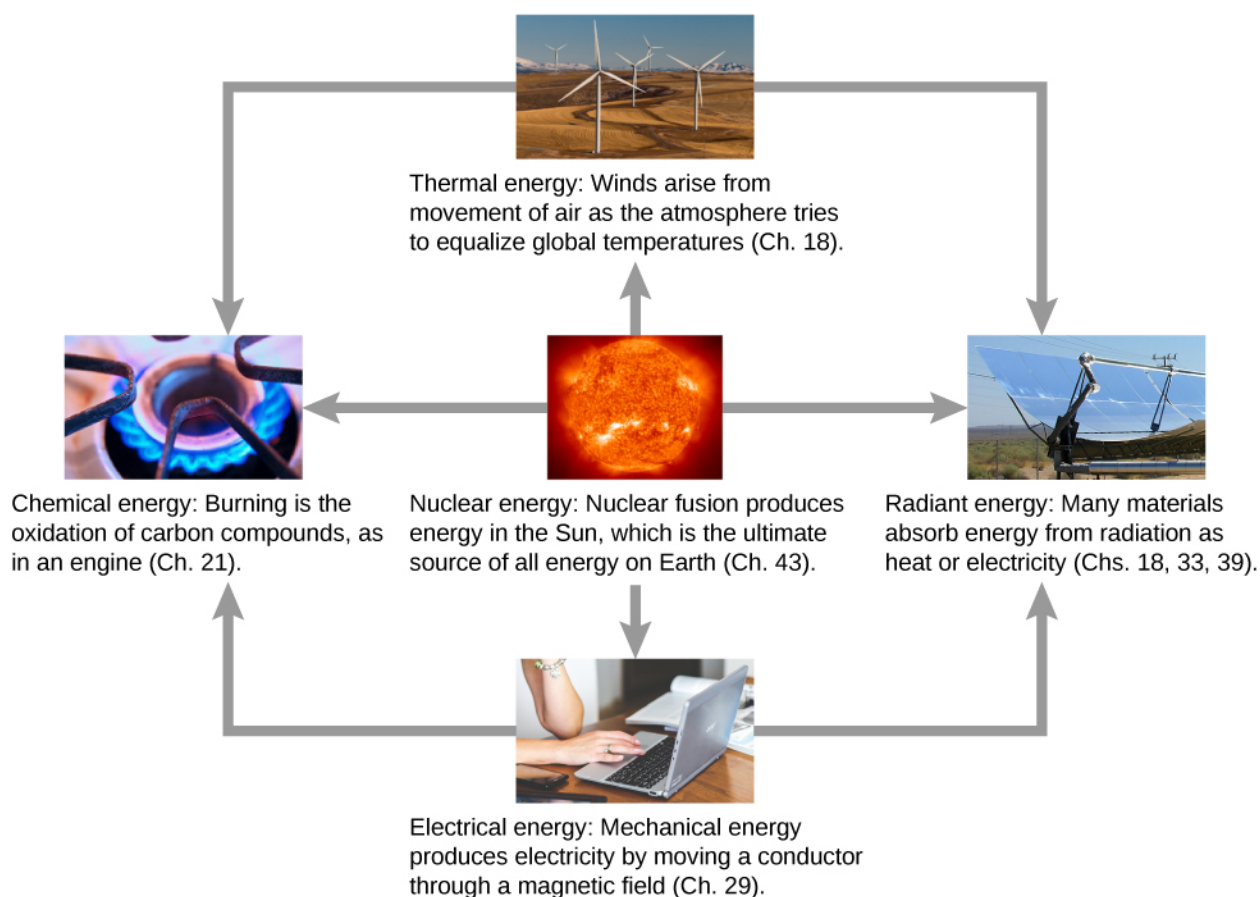 Thermal energy: Winds arise from
movement of air as the atmosphere tries
to equalize global temperatures (Ch. 18).
Chemical energy: Burning is the
oxidation of carbon compounds, as
in an engine (Ch. 21).
Nuclear energy: Nuclear fusion produces
energy in the Sun, which is the ultimate
source of all energy on Earth (Ch. 43).
Radiant energy: Many materials
absorb energy from radiation as
heat or electricity (Chs. 18, 33, 39).
Electrical energy: Mechanical energy
produces electricity by moving a conductor
through a magnetic field (Ch. 29).